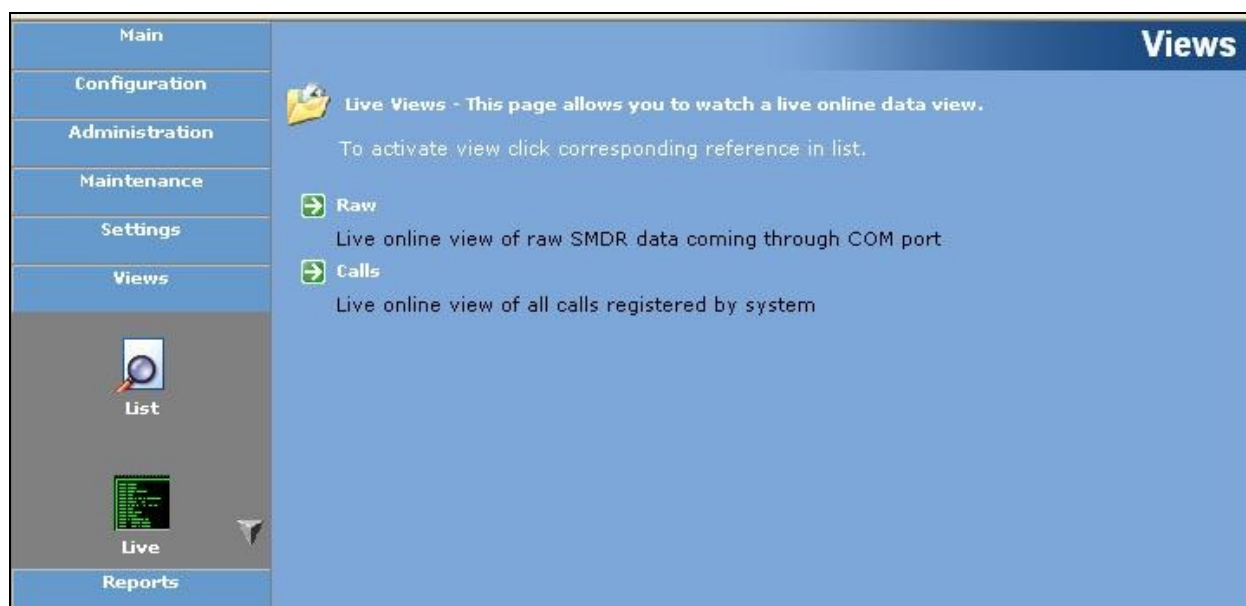 Main
Configuration
Administration
Maintenance
Settings
Views
List
Live
Reports
Views
Live Views - This page allows you to watch a live online data view.
To activate view click corresponding reference in list.
Raw
Live online view of raw SMDR data coming through COM port
Calls
Live online view of all calls registered by system